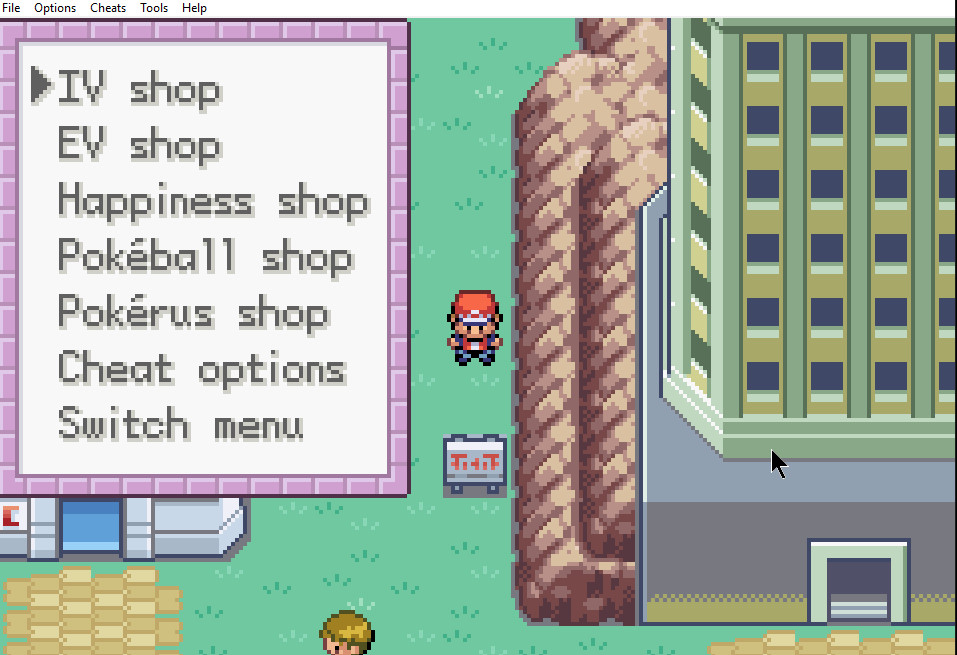 File Options Cheats Tools Help
IV shop
EV shop
Happiness shop
Pokéball shop
Pokérus shop
Cheat options
Switch menu